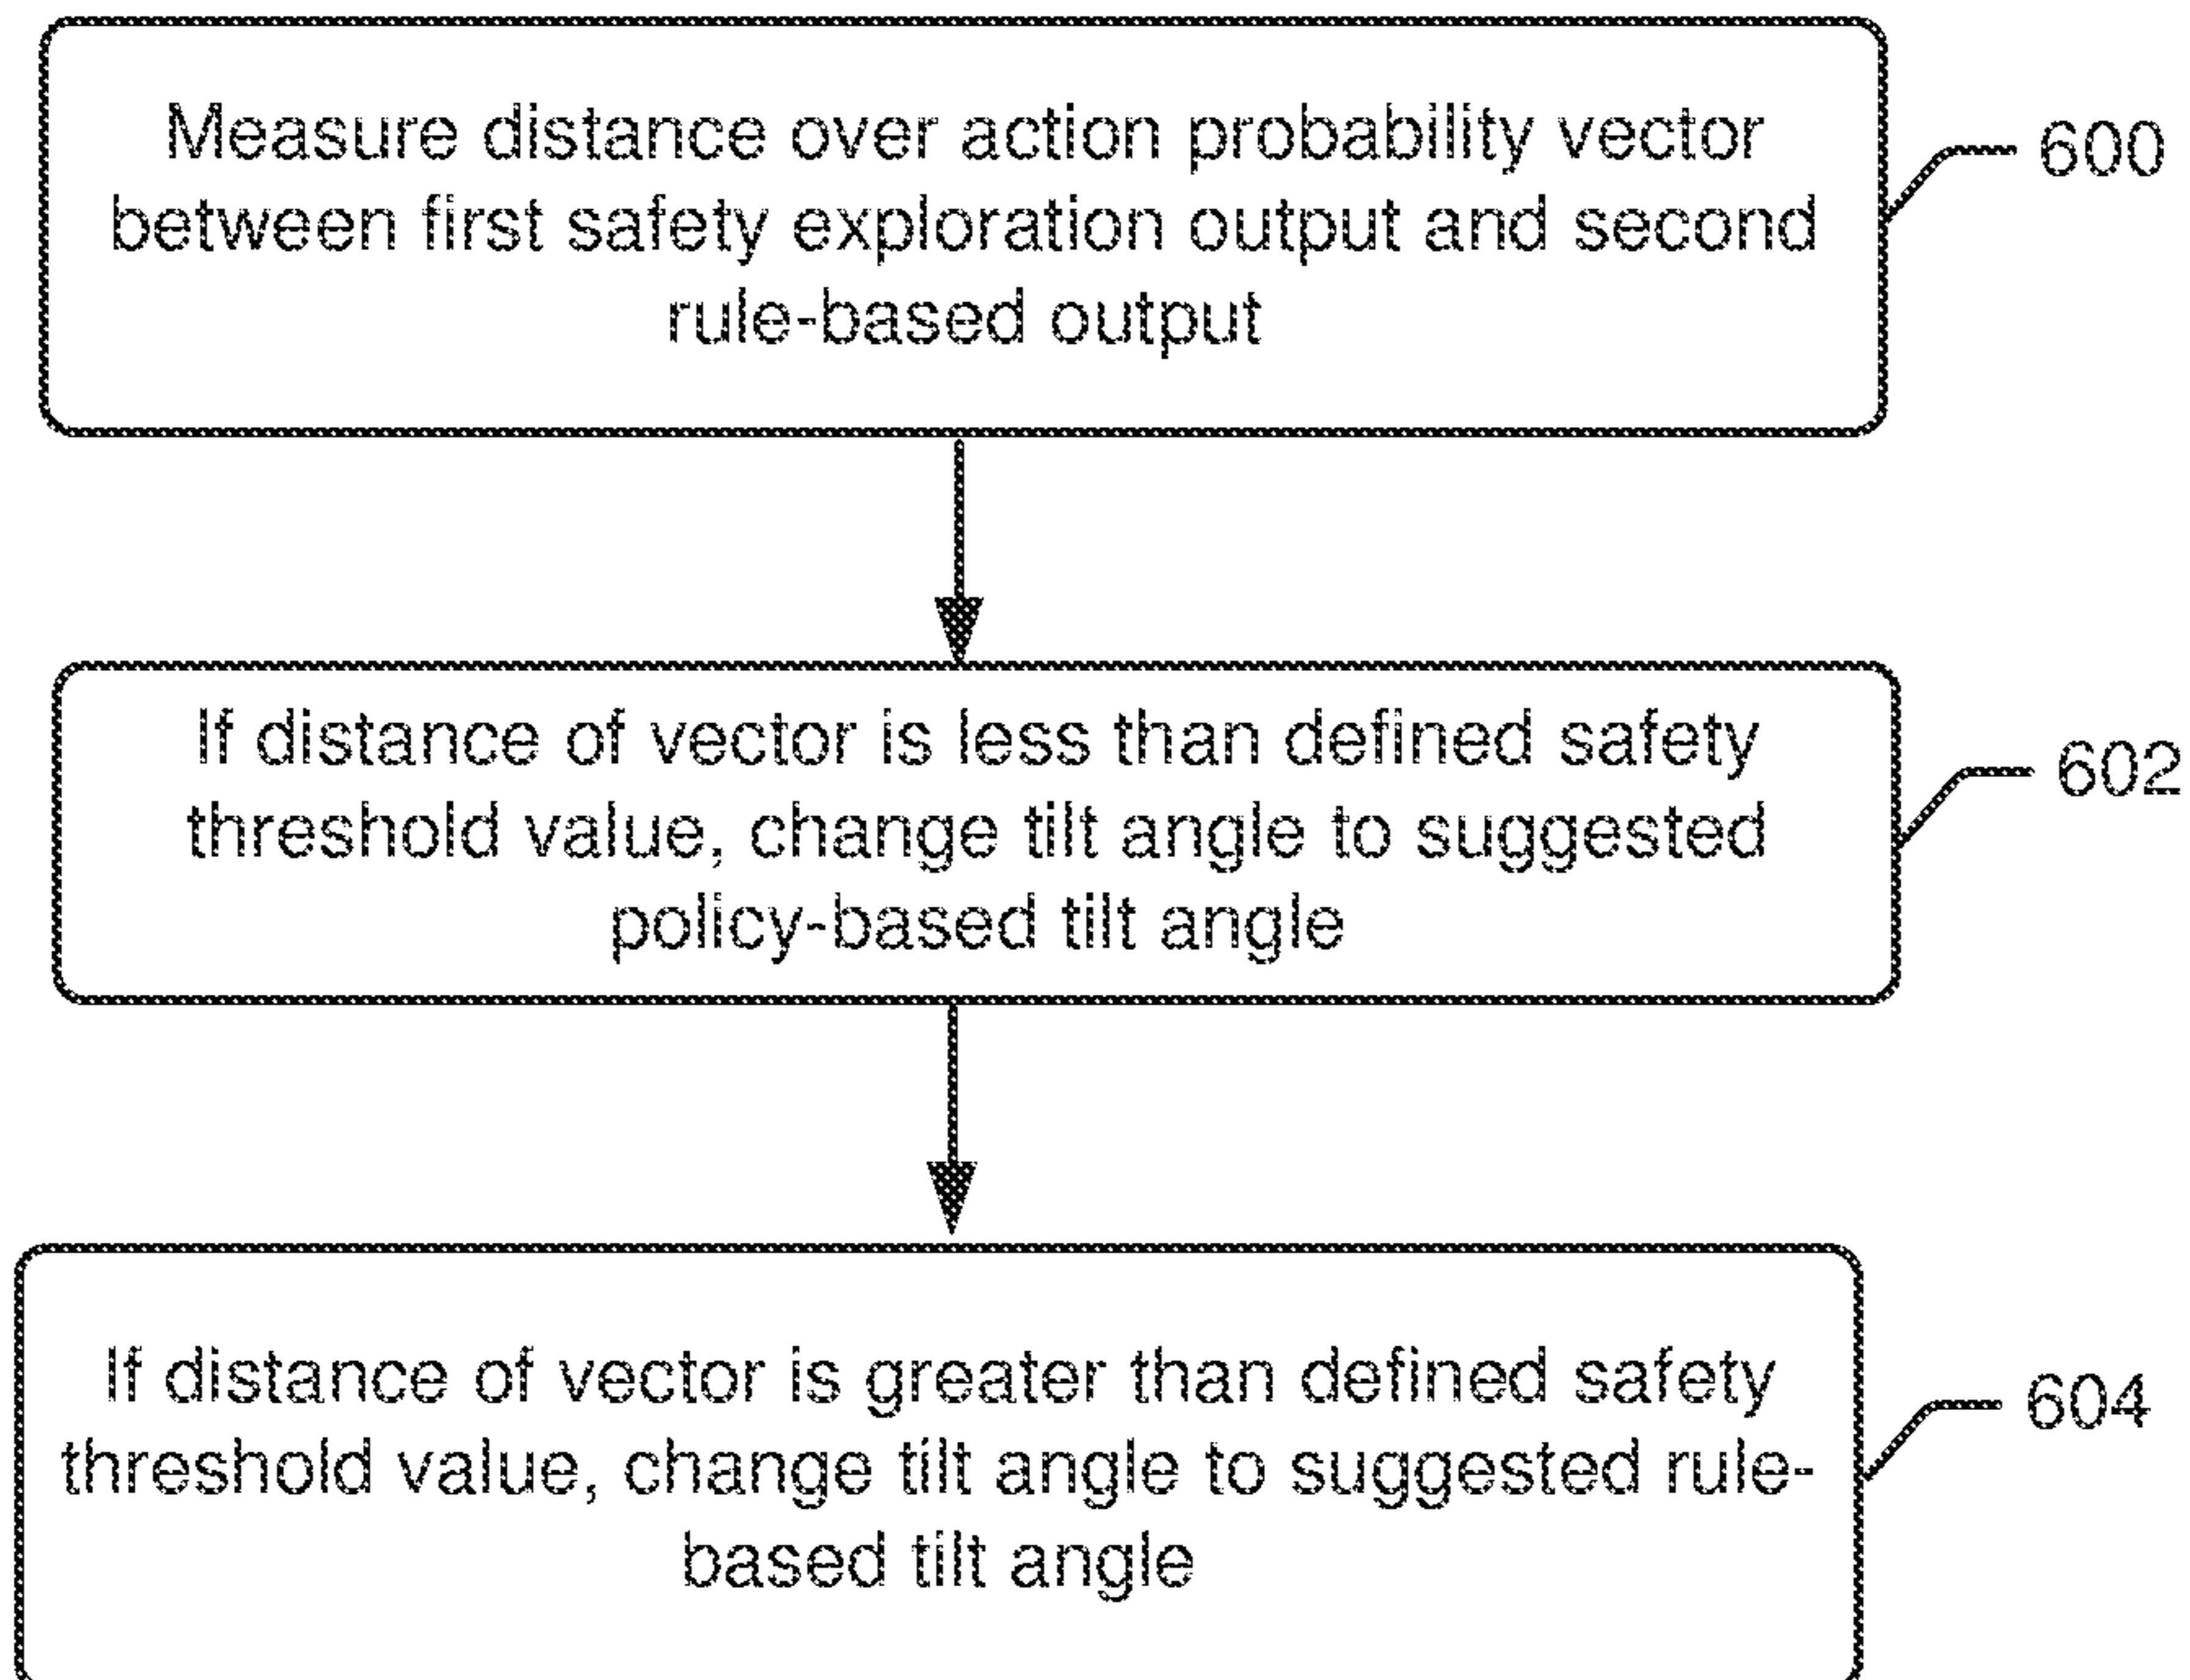 Measure distance over action probability vector
between first safety exploration output and second
rule-based output
600
If distance of vector is less than defined safety
threshold value, change tilt angle to suggested
policy-based tilt angle
602
If distance of vector is greater than defined safety
threshold value, change tilt angle to suggested rule-
based tilt angle
604